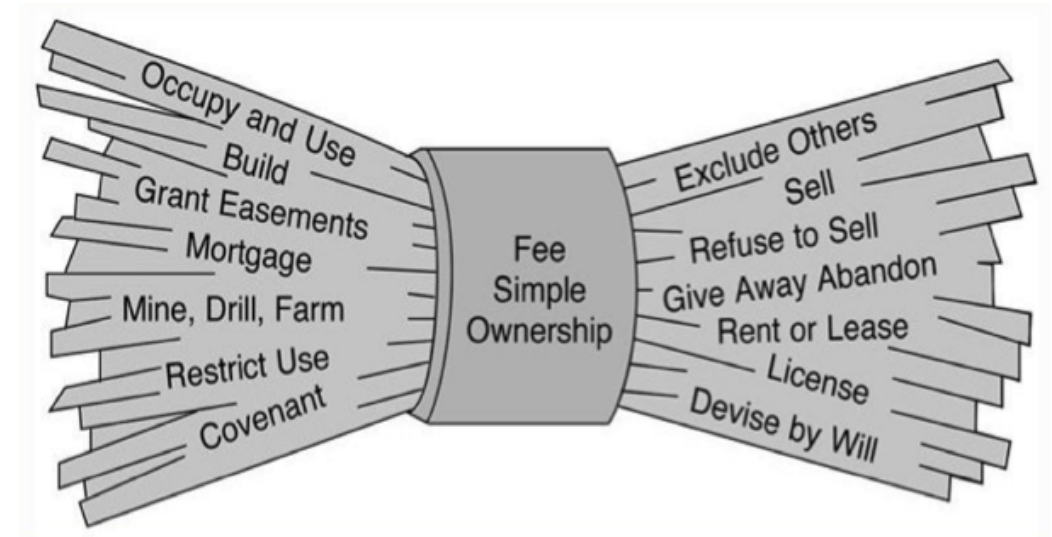 Occupy and Use
Build
Grant Easements
Mortgage
Mine, Drill, Farm
Restrict Use
Covenant
Fee
Simple
Ownership
Exclude Others
Sell
Refuse to Sell
Give Away Abandon
Rent or Lease
License
Devise by Will